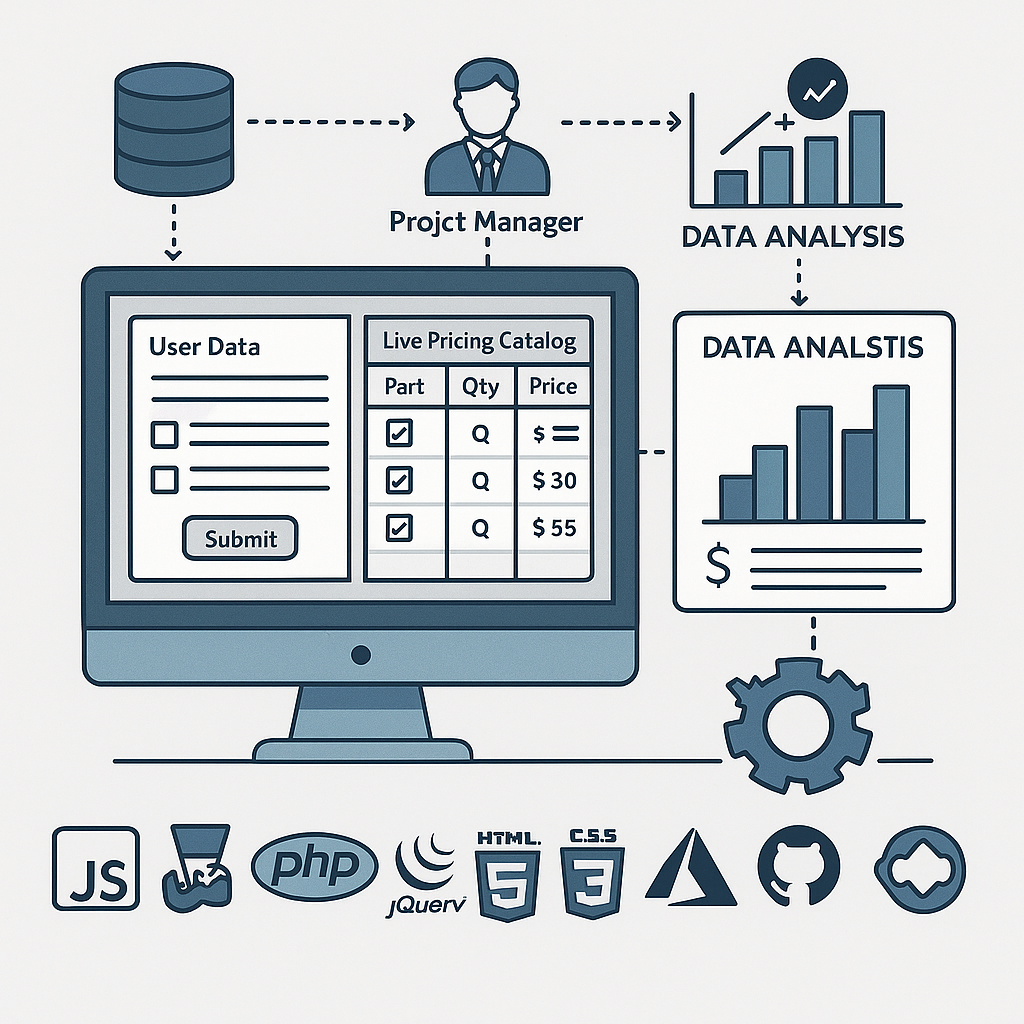 Projct Manager
DATA ANALYSIS
User Data
Submit
Live Pricing Catalog
Part Qty Price
Q $ =
Q $ 30
Q $ 55
DATA ANALSTIS
$
JS
php
jQuerv
HTML.
5
C.S.5
3